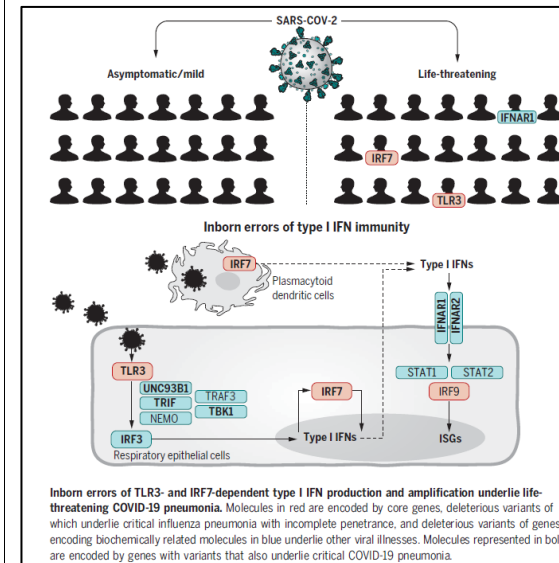 SARS-COV-2
Asymptomatic/mild
Life-threatening
IFNAR1
IRF7
TLR3
Inborn errors of type I IFN immunity
IRF7
Plasmacytoid
dendritic cells
Type I IFNs
IFNAR1
IFNAR2
TLR3
UNC93B1
TRIF
NEMO
TRAF3
TBK1
IRF3
IRF7
Type I IFNs
STAT1
STAT2
IRF9
ISGs
Respiratory epithelial cells
Inborn errors of TLR3- and IRF7-dependent type I IFN production and amplification underlie life-
threatening COVID-19 pneumonia. Molecules in red are encoded by core genes, deleterious variants of
which underlie critical influenza pneumonia with incomplete penetrance, and deleterious variants of genes
encoding biochemically related molecules in blue underlie other viral illnesses. Molecules represented in bol
are encoded by genes with variants that also underlie critical COVID-19 pneumonia.